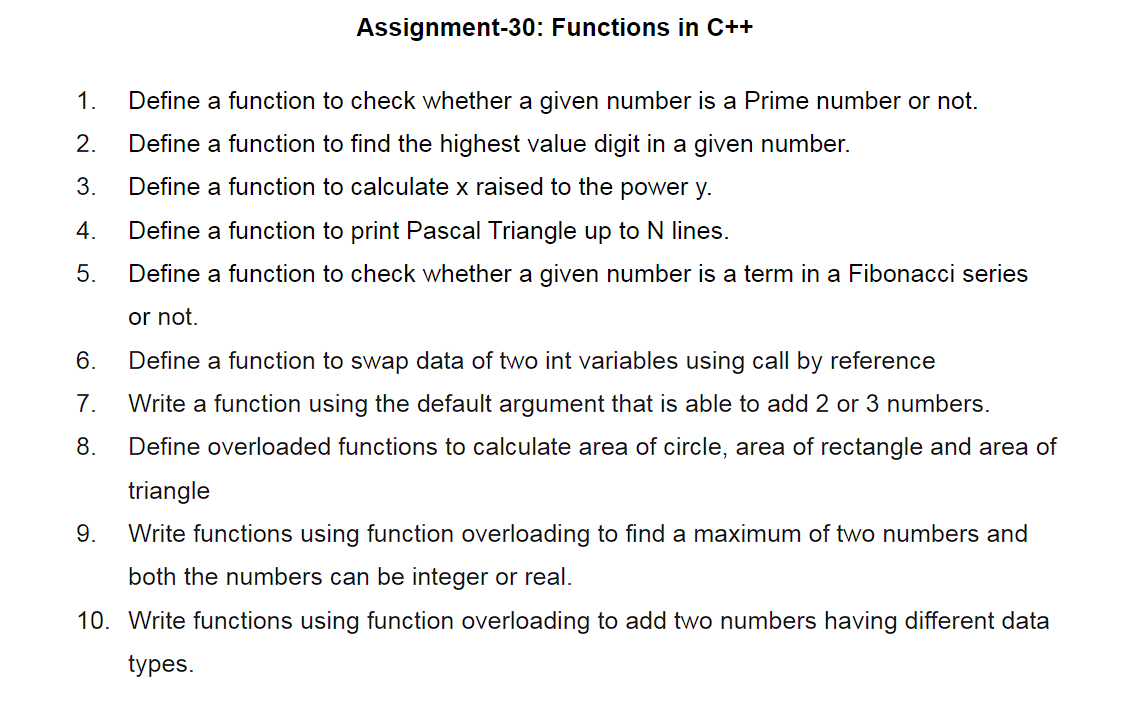 Assignment-30: Functions in C++
1. Define a function to check whether a given number is a Prime number or not.
2. Define a function to find the highest value digit in a given number.
3. Define a function to calculate x raised to the power y.
4. Define a function to print Pascal Triangle up to N lines.
5. Define a function to check whether a given number is a term in a Fibonacci series
or not.
6. Define a function to swap data of two int variables using call by reference
7. Write a function using the default argument that is able to add 2 or 3 numbers.
8. Define overloaded functions to calculate area of circle, area of rectangle and area of
triangle
9. Write functions using function overloading to find a maximum of two numbers and
both the numbers can be integer or real.
10. Write functions using function overloading to add two numbers having different data
types.